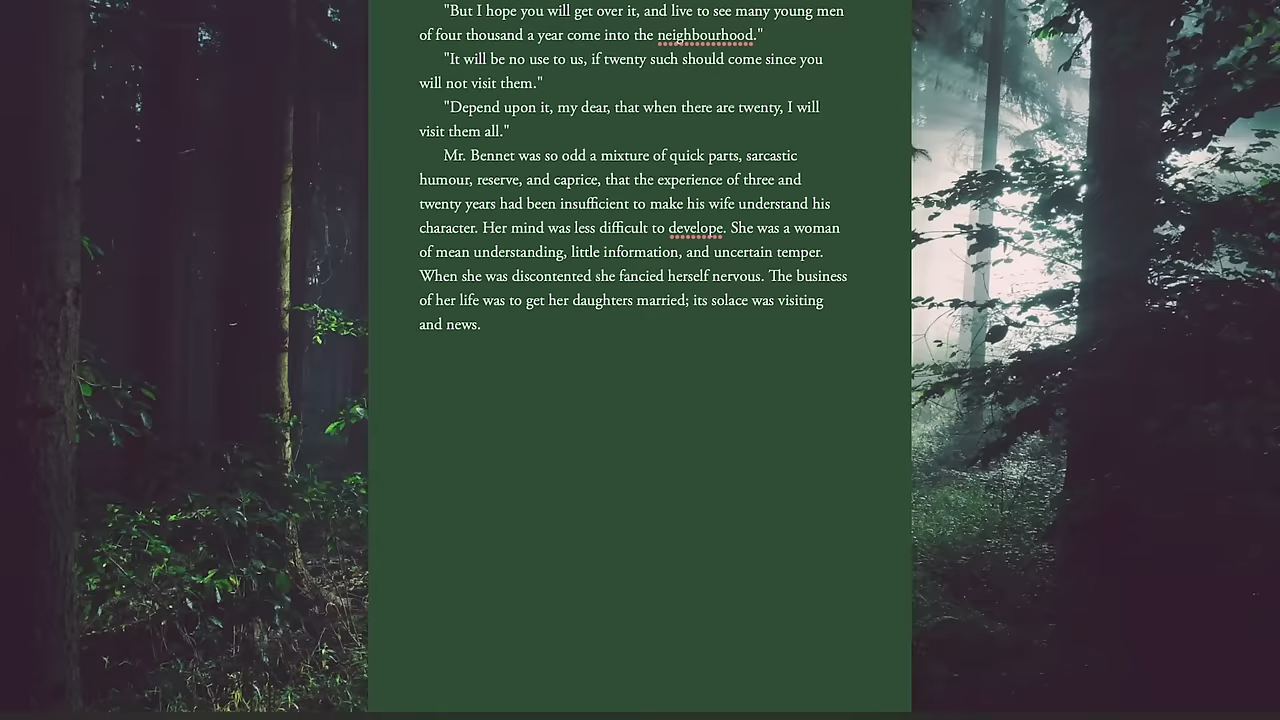 "But I hope you will get over it, and live to see many young men
of four thousand a year come into the neighbourhood."
"It will be no use to us, if twenty such should come since you
will not visit them."
"Depend upon it, my dear, that when there are twenty, I will
visit them all."
Mr. Bennet was so odd a mixture of quick parts, sarcastic
humour, reserve, and caprice, that the experience of three and
twenty years had been insufficient to make his wife understand his
character. Her mind was less difficult to develope. She was a woman
of mean understanding, little information, and uncertain temper.
When she was discontented she fancied herself nervous. The business
of her life was to get her daughters married; its solace was visiting
and news.